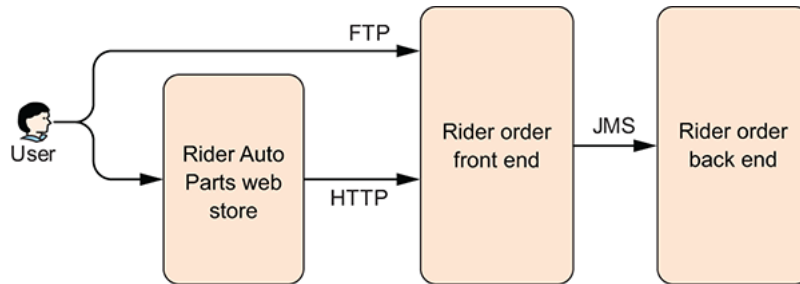 FTP
User
Rider Auto
Parts web
store
HTTP
Rider order
front end
JMS
Rider order
back end